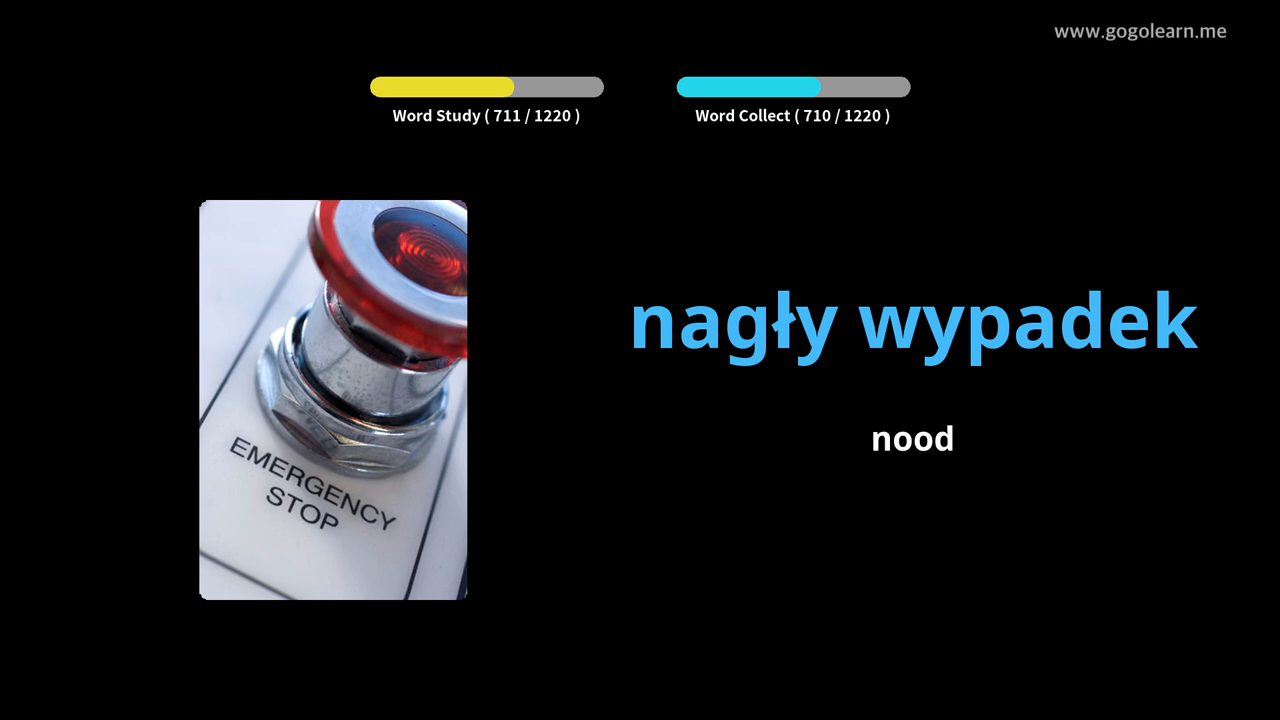 www.gogolearn.me
Word Study ( 711 / 1220 )
Word Collect ( 710 / 1220 )
nagły wypadek
nood
EMERGENCY
STOP